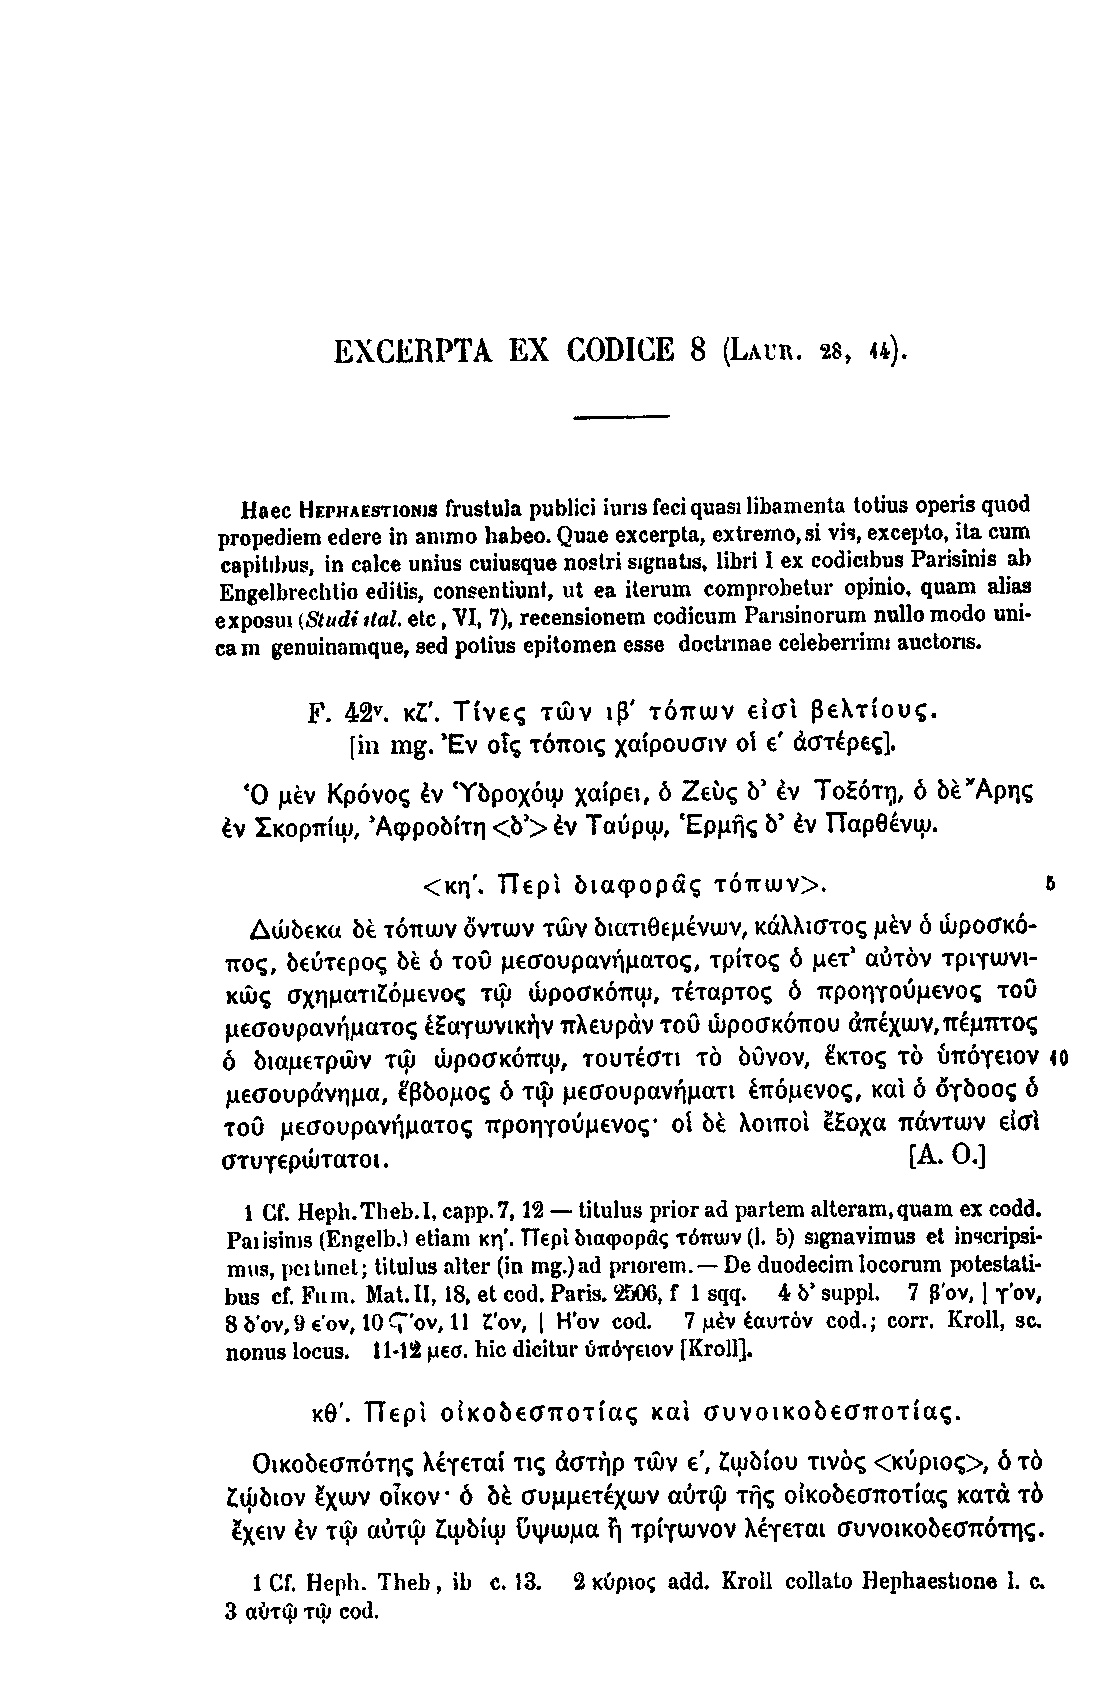 EXCERPTA EX CODICE 8 (Laur. 28, 44).
Haec Hephaestionis frustula publici iuris feci quasi libamenta totius operis quod
propediem edere in animo habeo. Quae excerpta, extremo, si vis, excepto, ita cum
capitibus, in calce unius cuiusque nostri signatis, libri I ex codicibus Parisinis ab
Engelbrechtio editis, consentiunt, ut ea iterum comprobetur opinio, quam alias
exposui (Studi ital. etc, VI, 7), recensionem codicum Parisinorum nullo modo uni-
cam genuinamque, sed potius epitomen esse doctrinae celeberrimi auctoris.
F. 42v. κζ′. Τίνες τῶν ιβ′ τόπων εἰσὶ βελτίους.
[in mg. Ἐν οἷς τόποις χαίρουσιν οἱ ε′ ἀστέρες].
Ὁ μὲν Κρόνος ἐν Ὑδροχόῳ χαίρει, ὁ Ζεὺς δ’ ἐν Τοξότῃ, ὁ δὲ Ἄρης
ἐν Σκορπίῳ, Ἀφροδίτη <δ’> ἐν Ταύρῳ, Ἑρμῆς δ’ ἐν Παρθένῳ.
<κη′. Περὶ διαφορᾶς τόπων>. 5
Δώδεκα δὲ τόπων ὄντων τῶν διατιθεμένων, κάλλιστος μὲν ὁ ὡροσκό-
πος, δεύτερος δὲ ὁ τοῦ μεσουρανήματος, τρίτος ὁ μετ’ αὐτὸν τριγωνι-
κῶς σχηματιζόμενος τῷ ὡροσκόπῳ, τέταρτος ὁ προηγούμενος τοῦ
μεσουρανήματος ἑξαγωνικὴν πλευρὰν τοῦ ὡροσκόπου ἀπέχων, πέμπτος
ὁ διαμετρῶν τῷ ὡροσκόπῳ, τουτέστι τὸ δῦνον, ἕκτος τὸ ὑπόγειον 10
μεσουράνημα, ἕβδομος ὁ τῷ μεσουρανήματι ἑπόμενος, καὶ ὁ ὄγδοος ὁ
τοῦ μεσουρανήματος προηγούμενος· οἱ δὲ λοιποὶ ἔξοχα πάντων εἰσὶ
στυγερώτατοι. [A. O.]
1 Cf. Heph. Theb. I, capp. 7, 12 — titulus prior ad partem alteram, quam ex codd.
Parisinis (Engelb.) etiam κη′. Περὶ διαφορᾶς τόπων (l. 5) signavimus et inscripsi-
mus, pertinet; titulus alter (in mg.) ad priorem. — De duodecim locorum potestati-
bus cf. Firm. Mat. II, 18, et cod. Paris. 2506, f 1 sqq. 4 δ’ suppl. 7 β′ον, | γ′ον,
8 δ′ον, 9 ε′ον, 10 Ϛ′ον, 11 ζ′ον, | Η′ον cod. 7 μὲν ἑαυτὸν cod.; corr. Kroll, sc.
nonus locus. 11-12 μεσ. hic dicitur ὑπόγειον [Kroll].
κθ′. Περὶ οἰκοδεσποτίας καὶ συνοικοδεσποτίας.
Οικοδεσπότης λέγεταί τις ἀστὴρ τῶν ε′, ζῳδίου τινὸς <κύριος>, ὁ τὸ
ζῴδιον ἔχων οἶκον· ὁ δὲ συμμετέχων αὐτῷ τῆς οἰκοδεσποτίας κατὰ τὸ
ἔχειν ἐν τῷ αὐτῷ ζῳδίῳ ὕψωμα ἢ τρίγωνον λέγεται συνοικοδεσπότης.
1 Cf. Heph. Theb, ib c. 13. 2 κύριος add. Kroll collato Hephaestione l. c.
3 αὐτῷ τῷ cod.